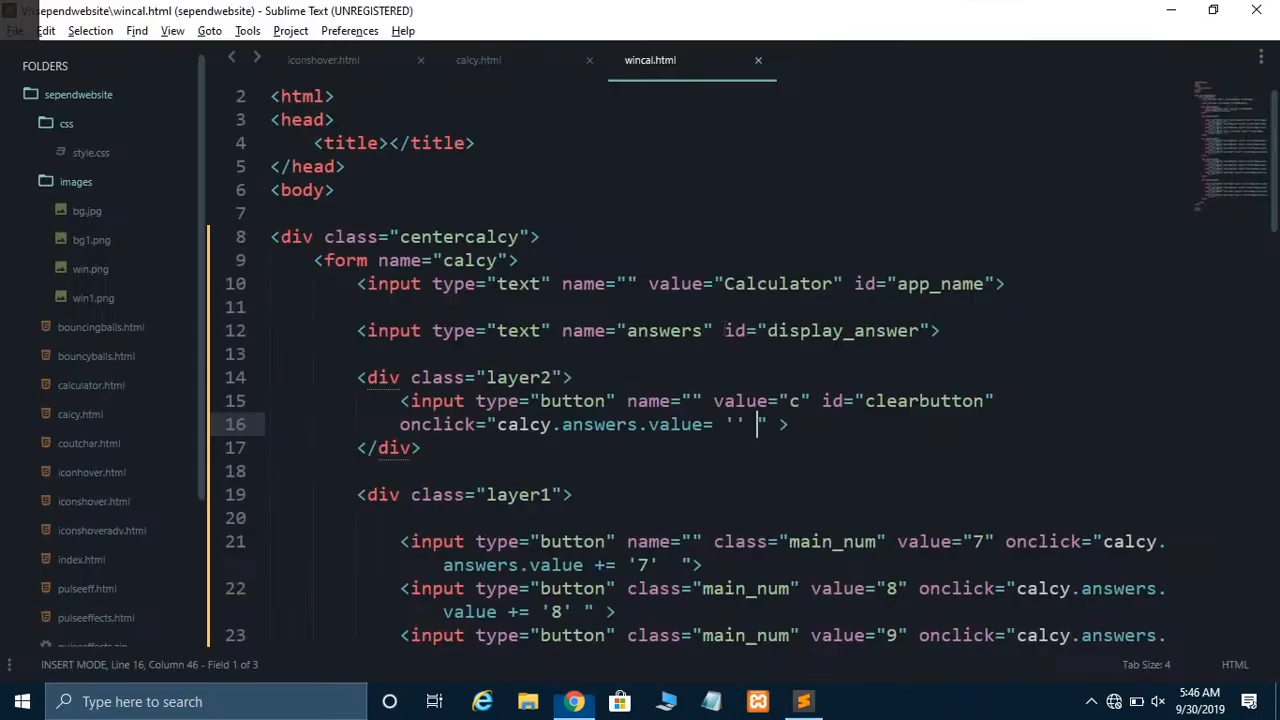 V:\sependwebsite\wincal.html (sependwebsite) - Sublime Text (UNREGISTERED)
File Edit Selection Find View Goto Tools Project Preferences Help
FOLDERS
sependwebsite
css
style.css
images
bg.jpg
bg1.png
win.png
win1.png
bouncingballs.html
bouncyballs.html
calculator.html
calcy.html
coutchar.html
iconhover.html
iconshover.html
iconshoveradv.html
index.html
pulseeff.html
pulseeffects.html
pulseeffects.zip
iconshover.html calcy.html wincal.html
2 <html>
3 <head>
4 <title></title>
5 </head>
6 <body>
7
8 <div class="centercalcy">
9 <form name="calcy">
10 <input type="text" name="" value="Calculator" id="app_name">
11
12 <input type="text" name="answers" id="display_answer">
13
14 <div class="layer2">
15 <input type="button" name="" value="c" id="clearbutton"
16 onclick="calcy.answers.value= '' " >
17 </div>
18
19 <div class="layer1">
20
21 <input type="button" name="" class="main_num" value="7" onclick="calcy.
answers.value += '7'  ">
22 <input type="button" class="main_num" value="8" onclick="calcy.answers.
value += '8' " >
23 <input type="button" class="main_num" value="9" onclick="calcy.answers.
INSERT MODE, Line 16, Column 46 - Field 1 of 3
Tab Size: 4 HTML
Type here to search
5:46 AM
9/30/2019